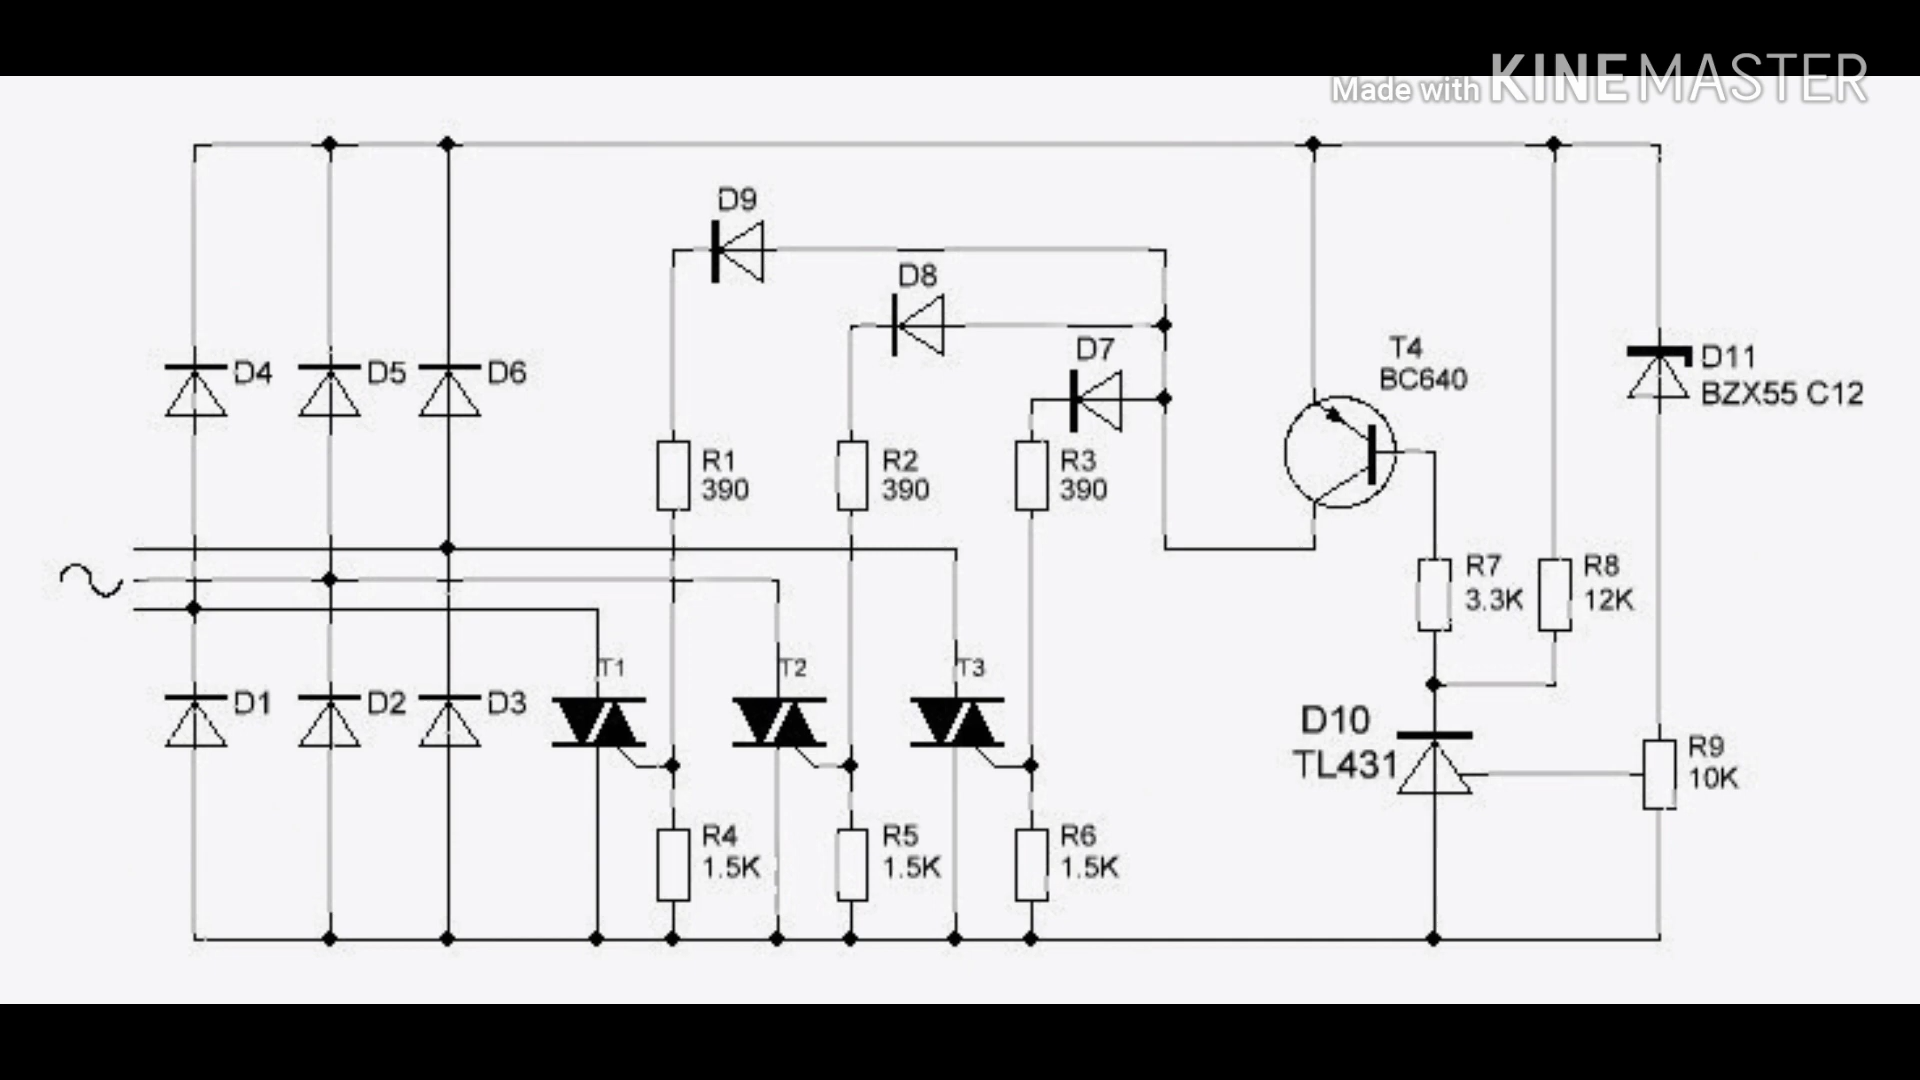 Made with KINEMASTER
D9
D8
D7
T4
BC640
D11
BZX55 C12
D4
D5
D6
R1
390
R2
390
R3
390
R7
3.3K
R8
12K
T1
T2
T3
D1
D2
D3
D10
TL431
R9
10K
R4
1.5K
R5
1.5K
R6
1.5K